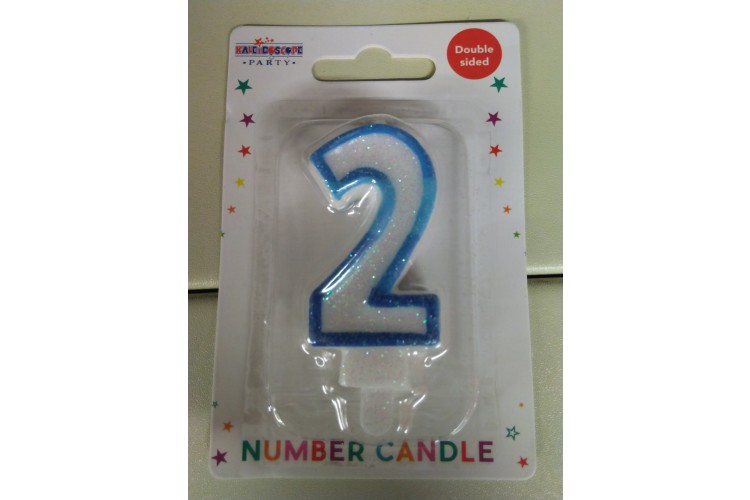 KALEIDOSCOPE
• PARTY •
Double
sided
2
NUMBER CANDLE